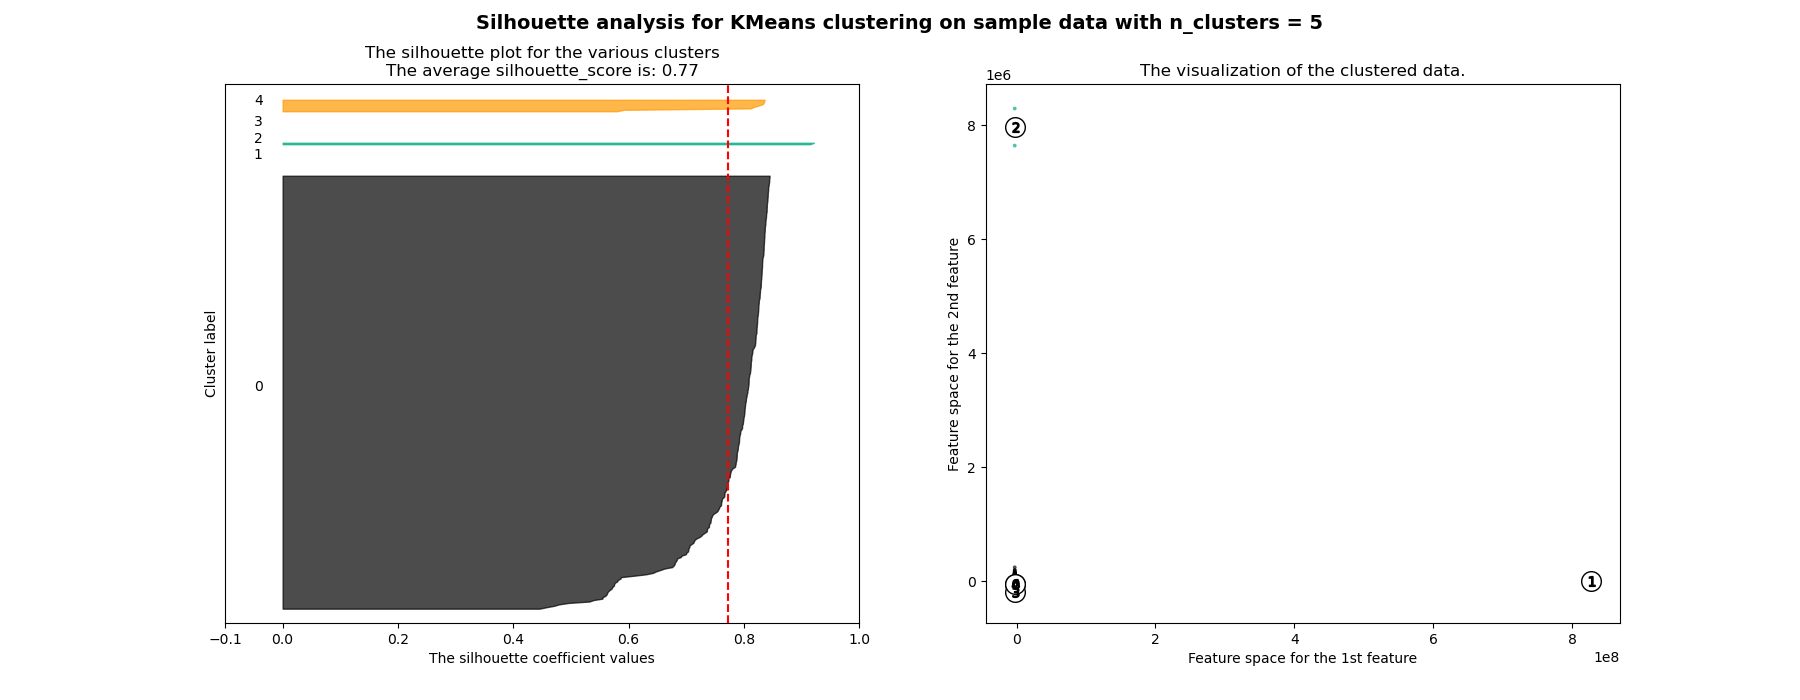 Silhouette analysis for KMeans clustering on sample data with n_clusters = 5
The silhouette plot for the various clusters
The average silhouette_score is: 0.77
4
3
2
1
0
Cluster label
−0.1 0.0 0.2 0.4 0.6 0.8 1.0
The silhouette coefficient values
The visualization of the clustered data.
1e6
8
6
4
2
0
Feature space for the 2nd feature
2
1
3
0 2 4 6 8
1e8
Feature space for the 1st feature